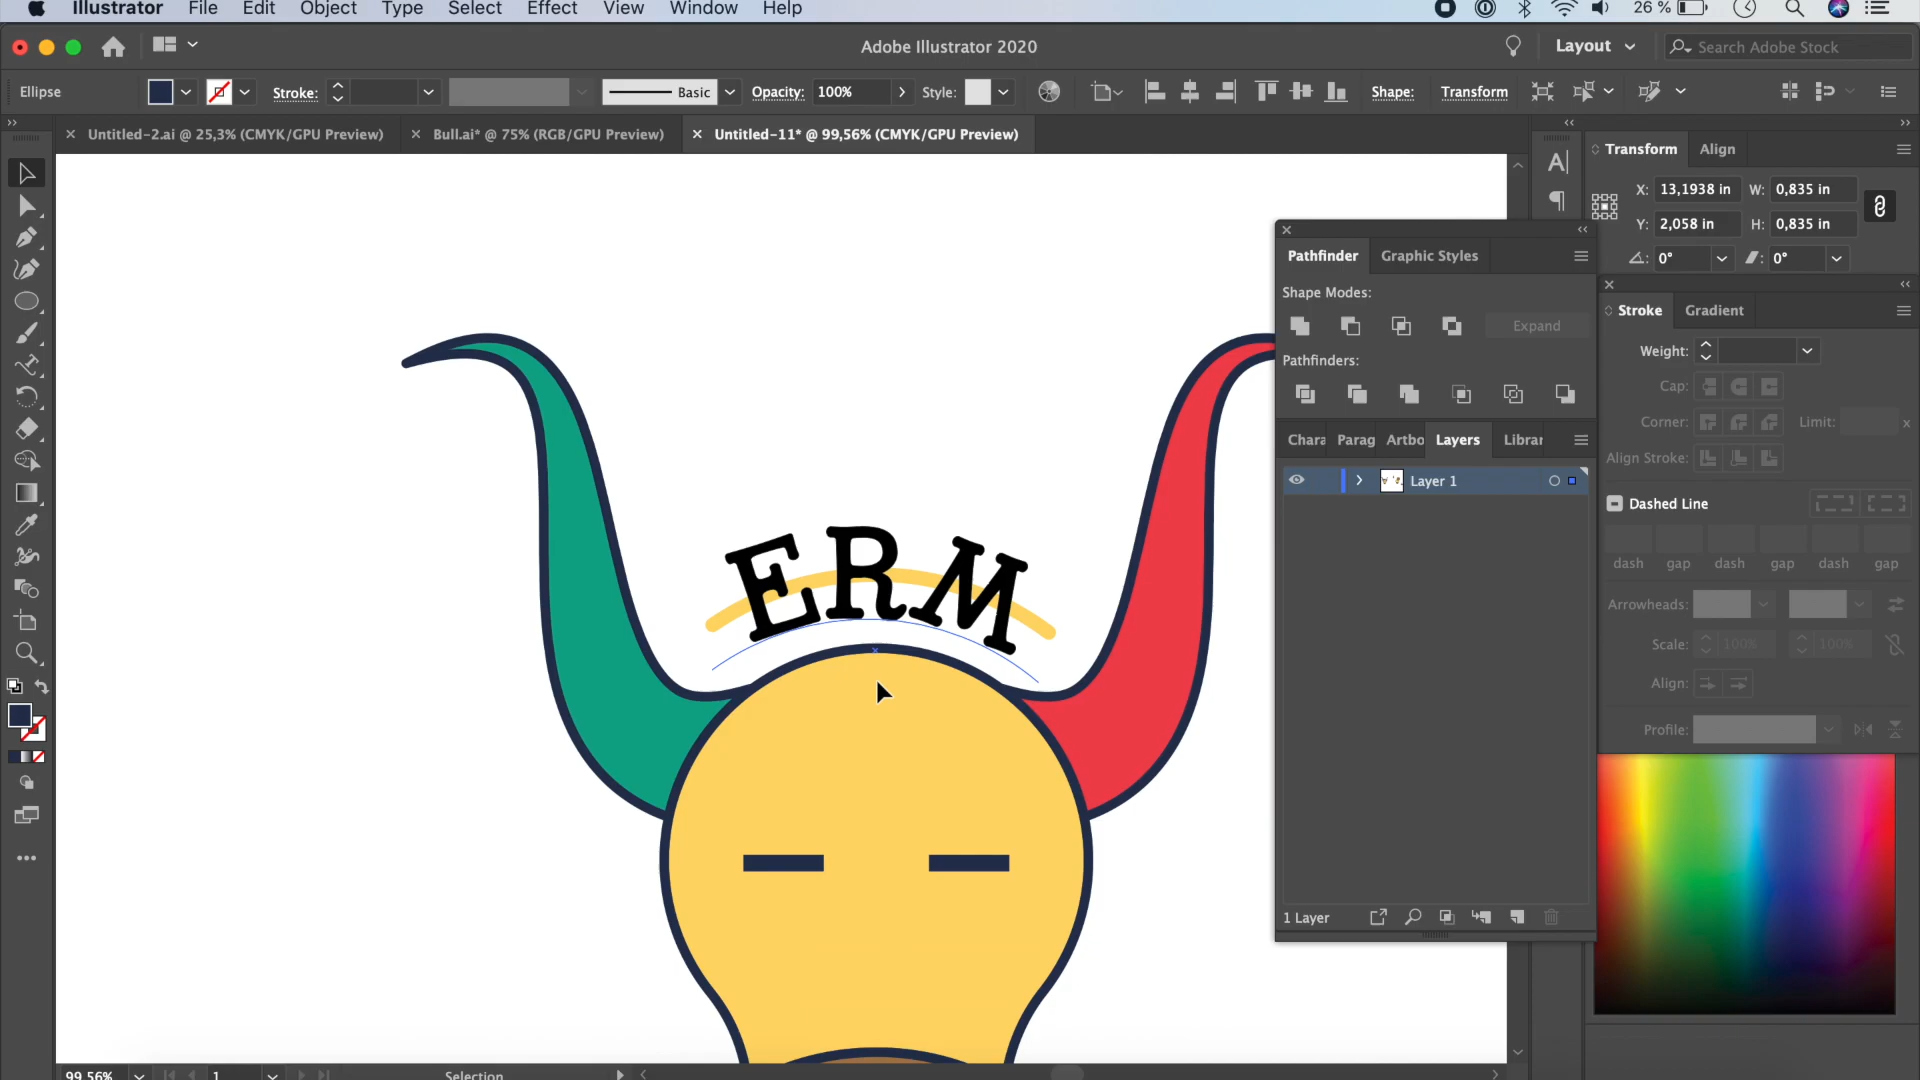 Illustrator File Edit Object Type Select Effect View Window Help 26 %
Adobe Illustrator 2020 Layout Search Adobe Stock
Ellipse Stroke: Basic Opacity: 100% Style: Shape: Transform
Untitled-2.ai @ 25,3% (CMYK/GPU Preview) Bull.ai* @ 75% (RGB/GPU Preview) Untitled-11* @ 99,56% (CMYK/GPU Preview)
Transform Align
X: 13,1938 in W: 0,835 in
Y: 2,058 in H: 0,835 in
0° 0°
Pathfinder Graphic Styles
Shape Modes:
Expand
Pathfinders:
Chara Parag Artbo Layers Librar
Layer 1
1 Layer
Stroke Gradient
Weight:
Cap:
Corner: Limit: x
Align Stroke:
Dashed Line
dash gap dash gap dash gap
Arrowheads:
Scale: 100% 100%
Align:
Profile:
ERM
99,56% 1 Selection